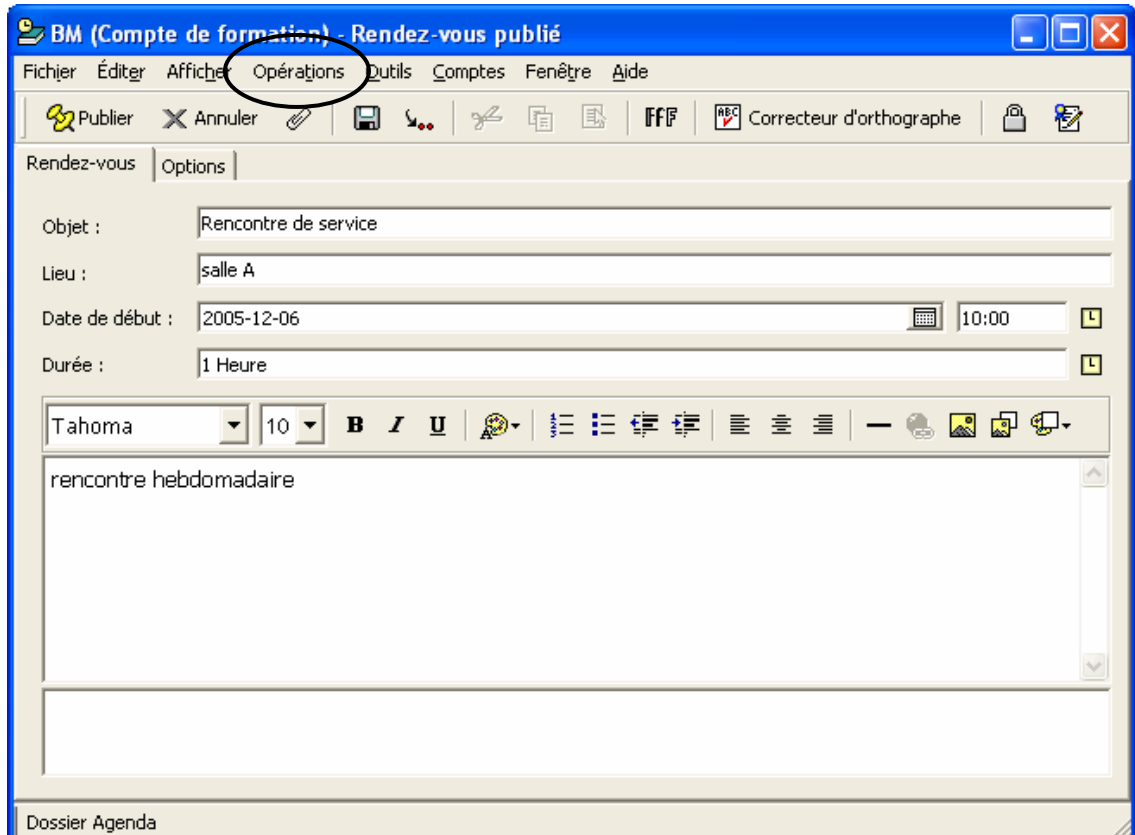 BM (Compte de formation) - Rendez-vous publié
Fichier Éditer Afficher Opérations Outils Comptes Fenêtre Aide
Publier Annuler FFF ABC Correcteur d'orthographe
Rendez-vous Options
Objet : Rencontre de service
Lieu : salle A
Date de début : 2005-12-06 10:00
Durée : 1 Heure
Tahoma 10 B I U
rencontre hebdomadaire
Dossier Agenda